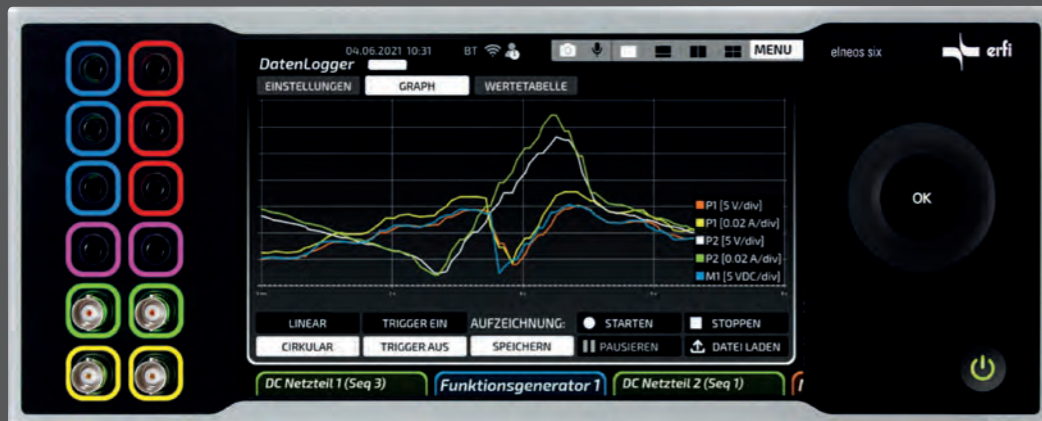 04.06.2021 10:31 BT MENU
DatenLogger
EINSTELLUNGEN GRAPH WERTETABELLE
elneos six
erfi
P1 [5 V/div]
P1 [0.02 A/div]
P2 [5 V/div]
P2 [0.02 A/div]
M1 [5 VDC/div]
OK
LINEAR TRIGGER EIN AUFZEICHNUNG: STARTEN STOPPEN
CIRKULAR TRIGGER AUS SPEICHERN PAUSIEREN DATEI LADEN
DC Netzteil 1 (Seq 3) Funktionsgenerator 1 DC Netzteil 2 (Seq 1)